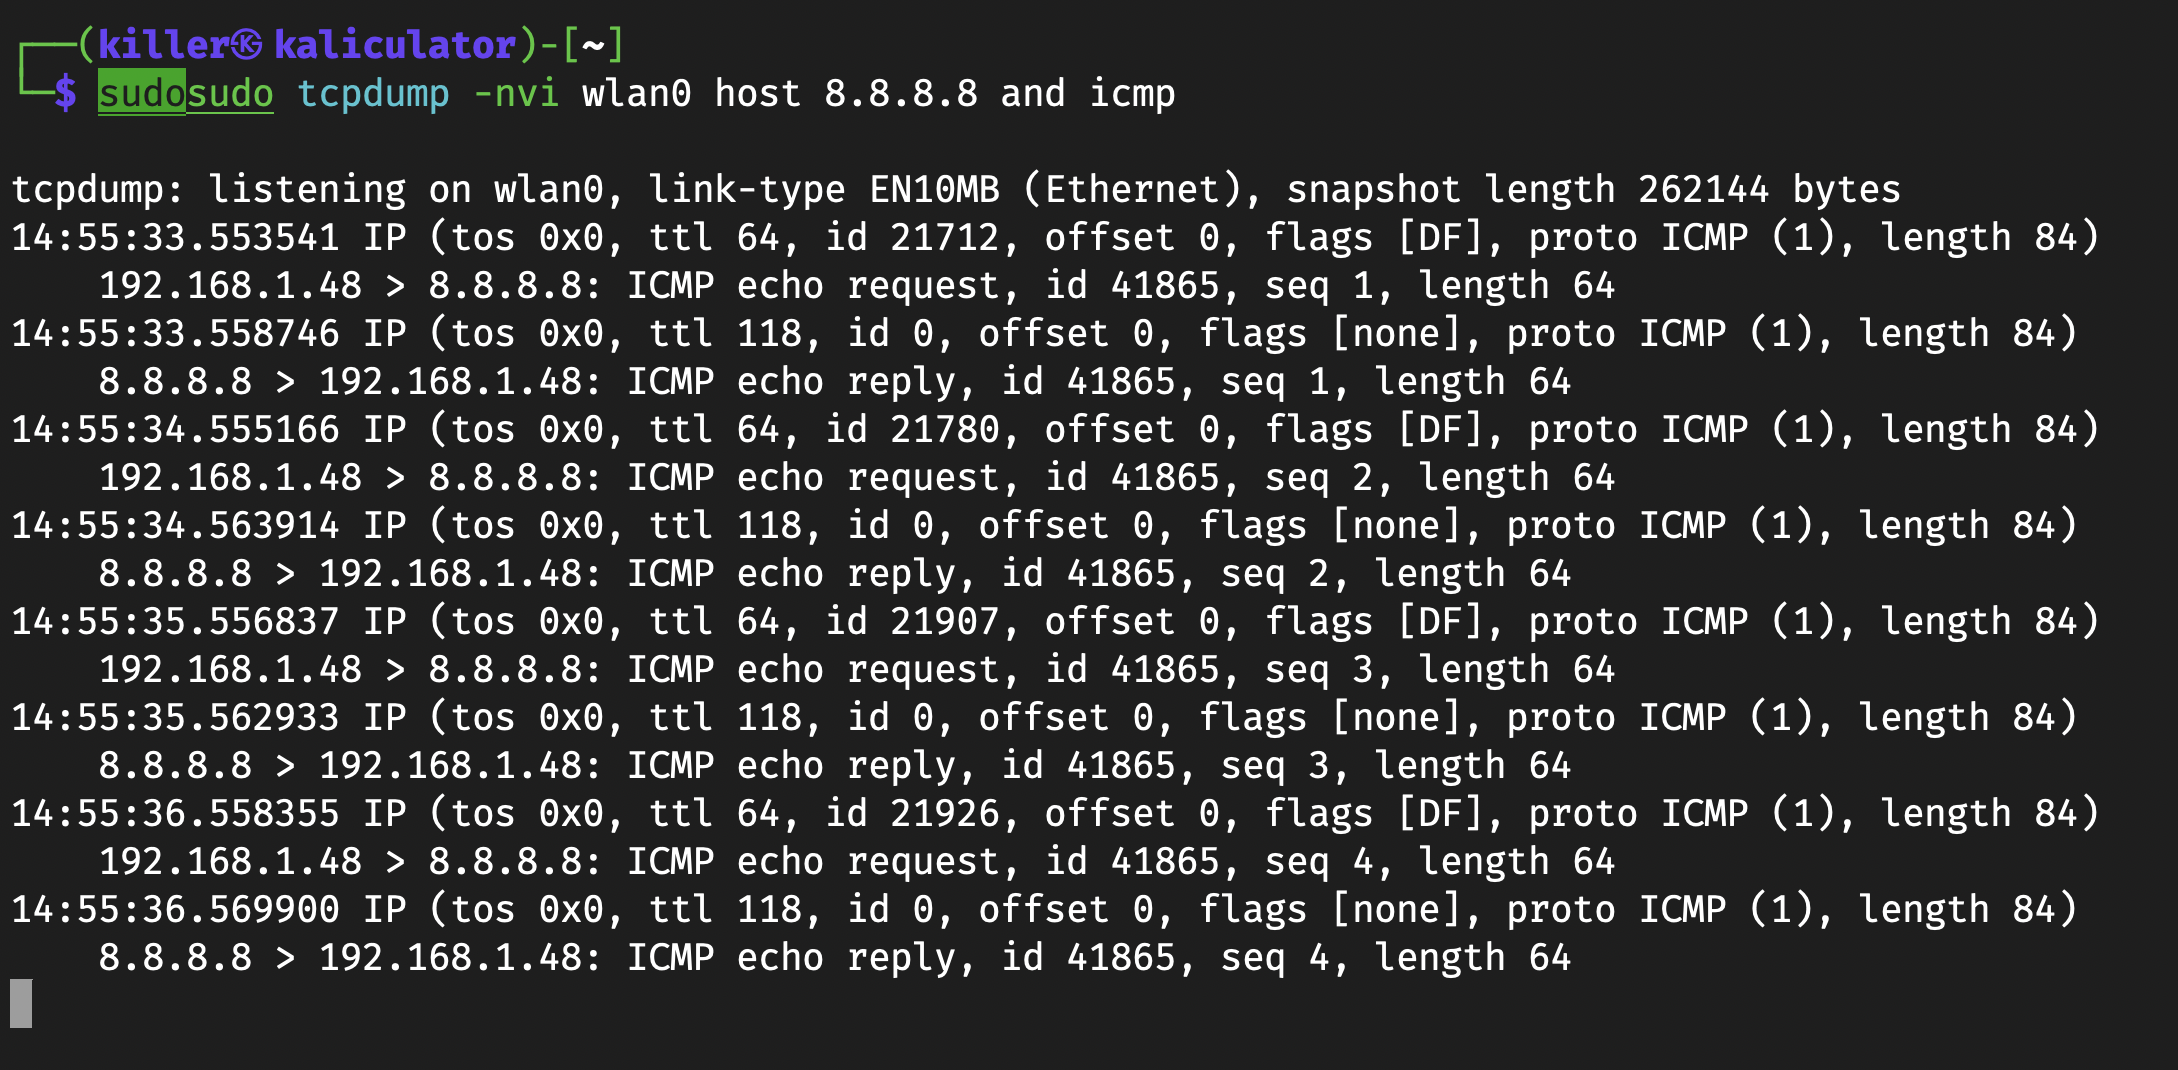 ┌──(killer㉿kaliculator)-[~]
└─$ sudosudo tcpdump -nvi wlan0 host 8.8.8.8 and icmp
tcpdump: listening on wlan0, link-type EN10MB (Ethernet), snapshot length 262144 bytes
14:55:33.553541 IP (tos 0x0, ttl 64, id 21712, offset 0, flags [DF], proto ICMP (1), length 84)
    192.168.1.48 > 8.8.8.8: ICMP echo request, id 41865, seq 1, length 64
14:55:33.558746 IP (tos 0x0, ttl 118, id 0, offset 0, flags [none], proto ICMP (1), length 84)
    8.8.8.8 > 192.168.1.48: ICMP echo reply, id 41865, seq 1, length 64
14:55:34.555166 IP (tos 0x0, ttl 64, id 21780, offset 0, flags [DF], proto ICMP (1), length 84)
    192.168.1.48 > 8.8.8.8: ICMP echo request, id 41865, seq 2, length 64
14:55:34.563914 IP (tos 0x0, ttl 118, id 0, offset 0, flags [none], proto ICMP (1), length 84)
    8.8.8.8 > 192.168.1.48: ICMP echo reply, id 41865, seq 2, length 64
14:55:35.556837 IP (tos 0x0, ttl 64, id 21907, offset 0, flags [DF], proto ICMP (1), length 84)
    192.168.1.48 > 8.8.8.8: ICMP echo request, id 41865, seq 3, length 64
14:55:35.562933 IP (tos 0x0, ttl 118, id 0, offset 0, flags [none], proto ICMP (1), length 84)
    8.8.8.8 > 192.168.1.48: ICMP echo reply, id 41865, seq 3, length 64
14:55:36.558355 IP (tos 0x0, ttl 64, id 21926, offset 0, flags [DF], proto ICMP (1), length 84)
    192.168.1.48 > 8.8.8.8: ICMP echo request, id 41865, seq 4, length 64
14:55:36.569900 IP (tos 0x0, ttl 118, id 0, offset 0, flags [none], proto ICMP (1), length 84)
    8.8.8.8 > 192.168.1.48: ICMP echo reply, id 41865, seq 4, length 64